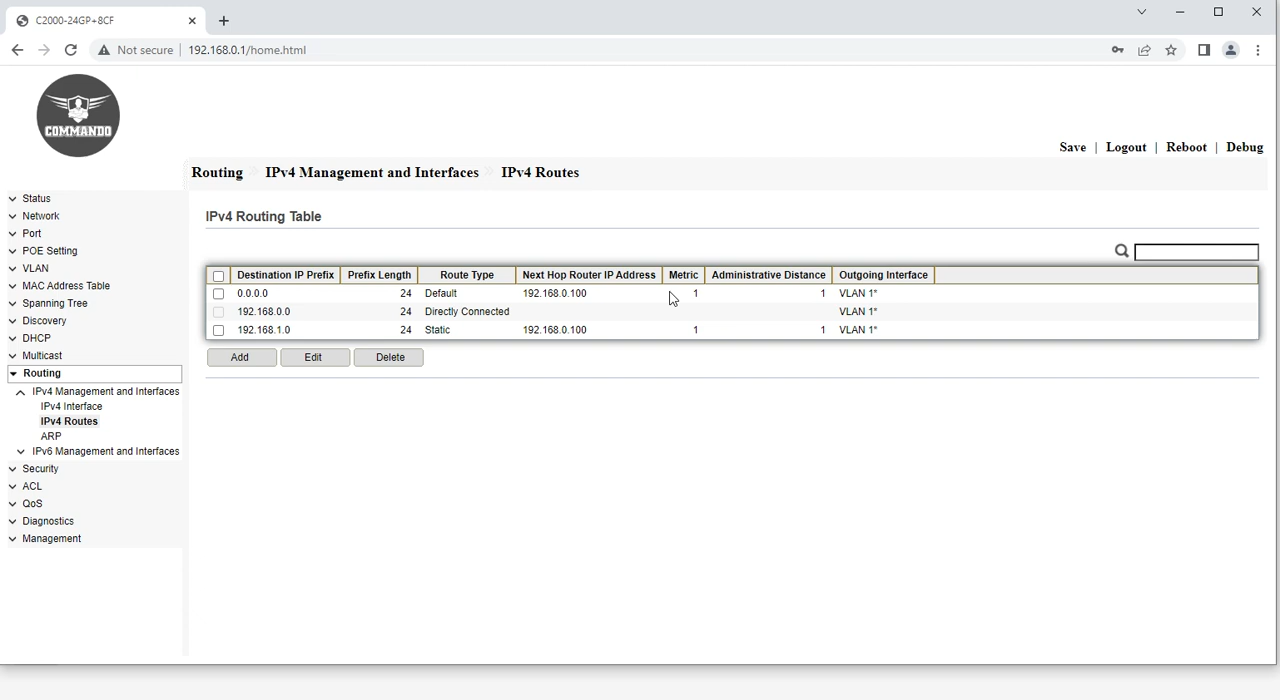 C2000-24GP+8CF
Not secure 192.168.0.1/home.html
COMMANDO
Save | Logout | Reboot | Debug
Routing IPv4 Management and Interfaces IPv4 Routes
Status
Network
Port
POE Setting
VLAN
MAC Address Table
Spanning Tree
Discovery
DHCP
Multicast
Routing
IPv4 Management and Interfaces
IPv4 Interface
IPv4 Routes
ARP
IPv6 Management and Interfaces
Security
ACL
QoS
Diagnostics
Management
IPv4 Routing Table
Destination IP Prefix Prefix Length Route Type Next Hop Router IP Address Metric Administrative Distance Outgoing Interface
0.0.0.0 24 Default 192.168.0.100 1 1 VLAN 1*
192.168.0.0 24 Directly Connected VLAN 1*
192.168.1.0 24 Static 192.168.0.100 1 1 VLAN 1*
Add Edit Delete